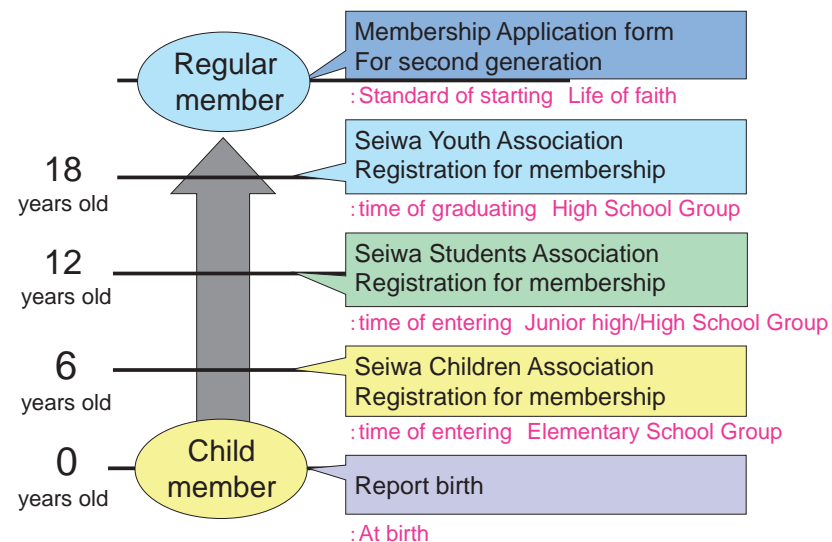 Regular
member
Membership Application form
For second generation
:Standard of starting Life of faith
18
years old
Seiwa Youth Association
Registration for membership
:time of graduating High School Group
12
years old
Seiwa Students Association
Registration for membership
:time of entering Junior high/High School Group
6
years old
Seiwa Children Association
Registration for membership
:time of entering Elementary School Group
0
years old
Child
member
Report birth
:At birth